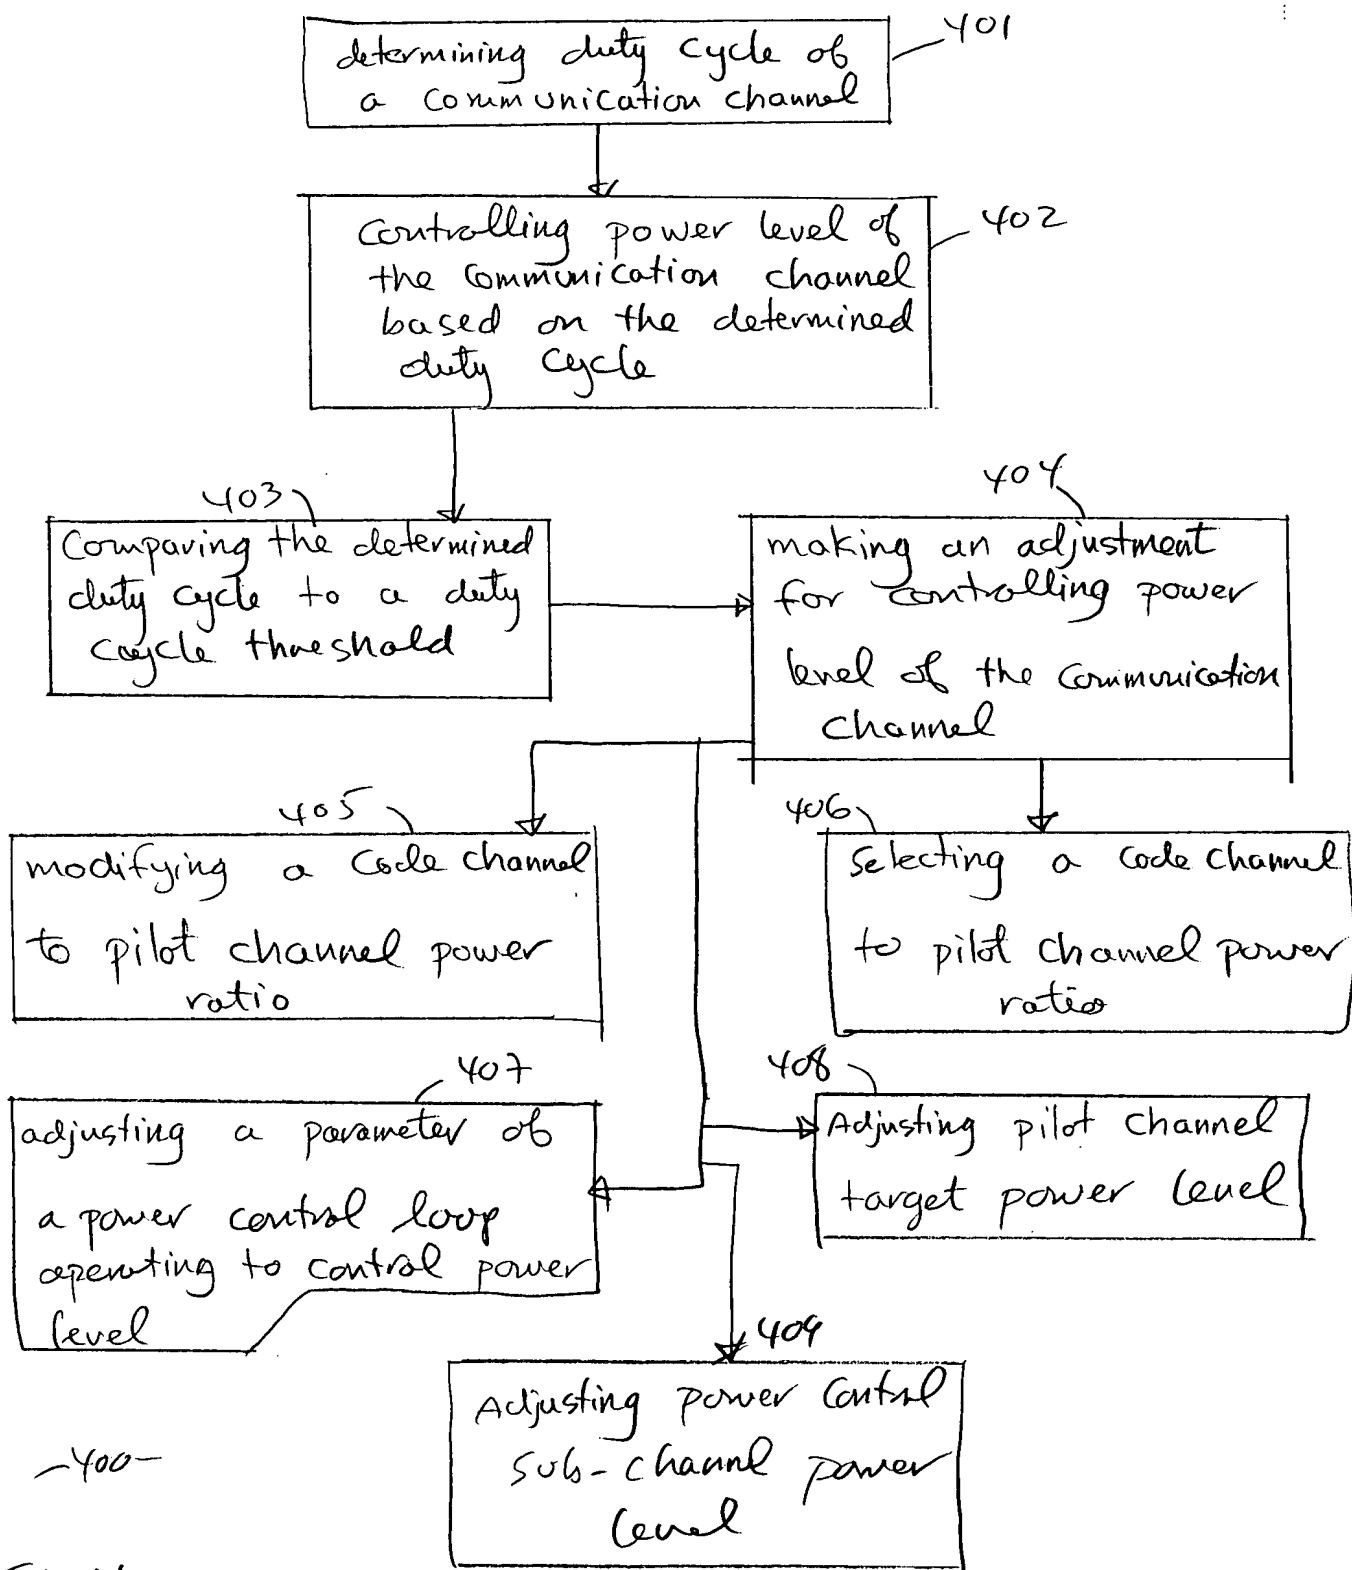 401
determining duty cycle of
a communication channel
402
controlling power level of
the communication channel
based on the determined
duty cycle
403
Comparing the determined
duty cycle to a duty
cycle threshold
404
making an adjustment
for controlling power
level of the communication
channel
405
modifying a code channel
to pilot channel power
ratio
406
selecting a code channel
to pilot channel power
ratio
407
adjusting a parameter of
a power control loop
operating to control power
level
408
Adjusting pilot channel
target power level
409
Adjusting power control
sub-channel power
level
-400-